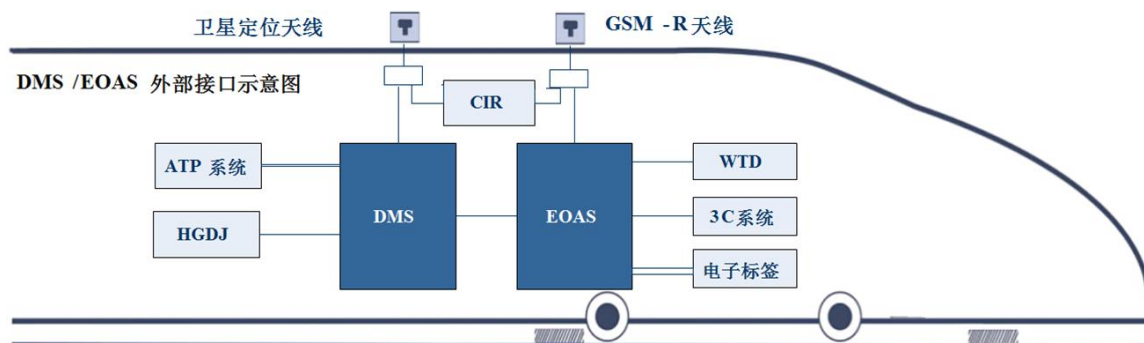 卫星定位天线
GSM -R天线
DMS /EOAS 外部接口示意图
CIR
ATP 系统
WTD
DMS
EOAS
3C系统
HGDJ
电子标签